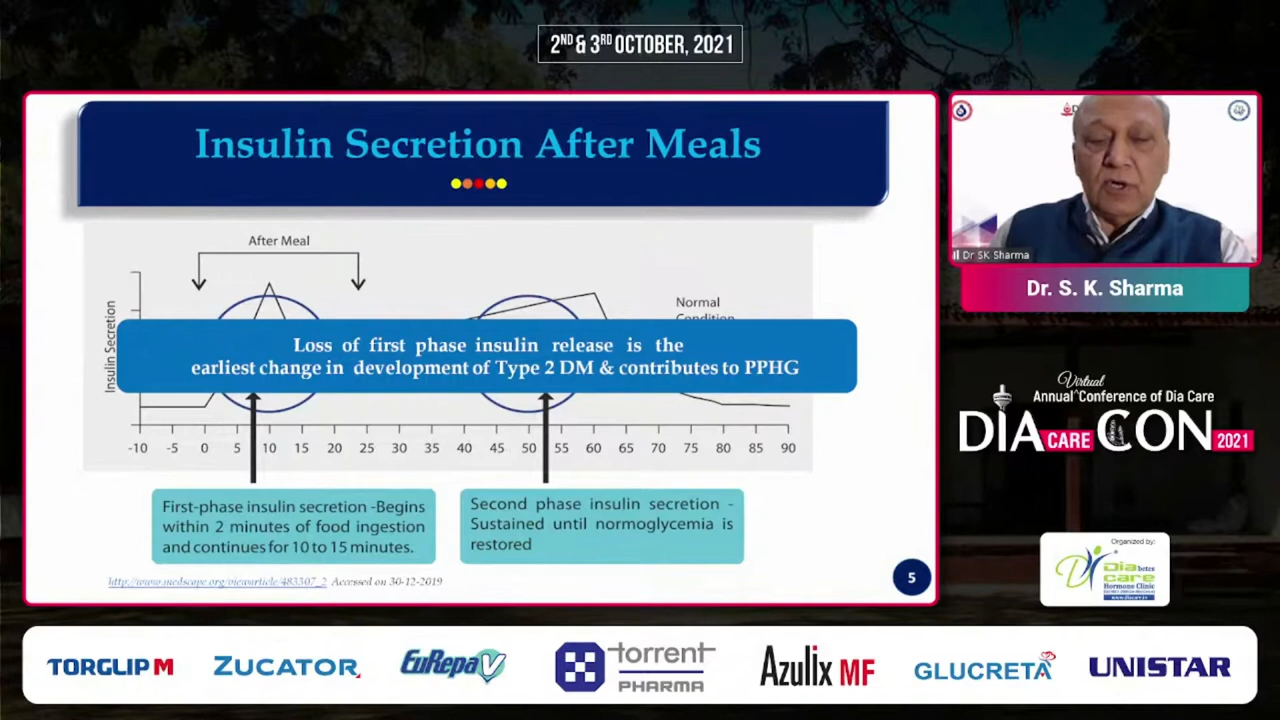 2ND & 3RD OCTOBER, 2021
Insulin Secretion After Meals
After Meal
Insulin Secretion
Normal
Condition
Loss of first phase insulin release is the
earliest change in development of Type 2 DM & contributes to PPHG
-10 -5 0 5 10 15 20 25 30 35 40 45 50 55 60 65 70 75 80 85 90
First-phase insulin secretion -Begins
within 2 minutes of food ingestion
and continues for 10 to 15 minutes.
Second phase insulin secretion -
Sustained until normoglycemia is
restored
http://www.medscape.org/viewarticle/483307_2 Accessed on 30-12-2019
5
Dr SK Sharma
Dr. S. K. Sharma
Virtual
Annual ^ Conference of Dia Care
DIA CARE CON 2021
Organized by:
Diabetes
care
Hormone Clinic
TORGLIP M
ZUCATOR
EuRepa V
torrent
PHARMA
Azulix MF
GLUCRETA
UNISTAR